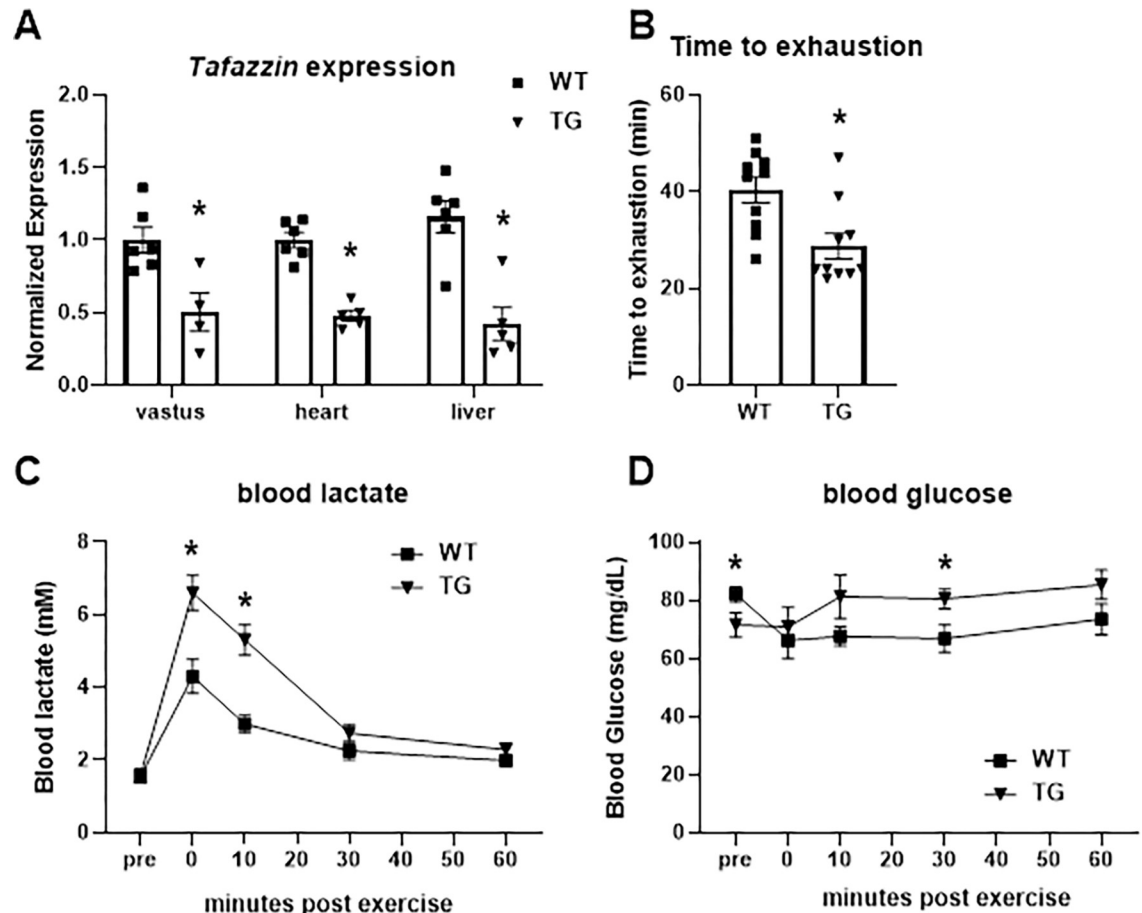 A
Tafazzin expression
WT
TG
Normalized Expression
2.0
1.5
1.0
0.5
0.0
*
*
*
vastus heart liver
B
Time to exhaustion
Time to exhaustion (min)
60
40
20
0
*
WT TG
C
blood lactate
WT
TG
Blood lactate (mM)
8
6
4
2
0
*
*
pre 0 10 20 30 40 50 60
minutes post exercise
D
blood glucose
Blood Glucose (mg/dL)
100
80
60
40
20
0
* *
WT
TG
pre 0 10 20 30 40 50 60
minutes post exercise